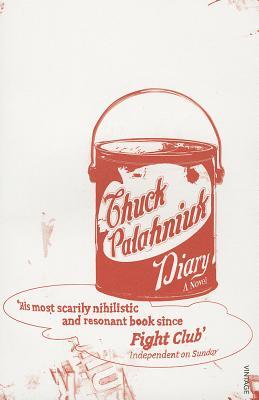 Chuck
Palahniuk
Diary
A Novel
'His most scarily nihilistic
and resonant book since
Fight Club'
Independent on Sunday
VINTAGE